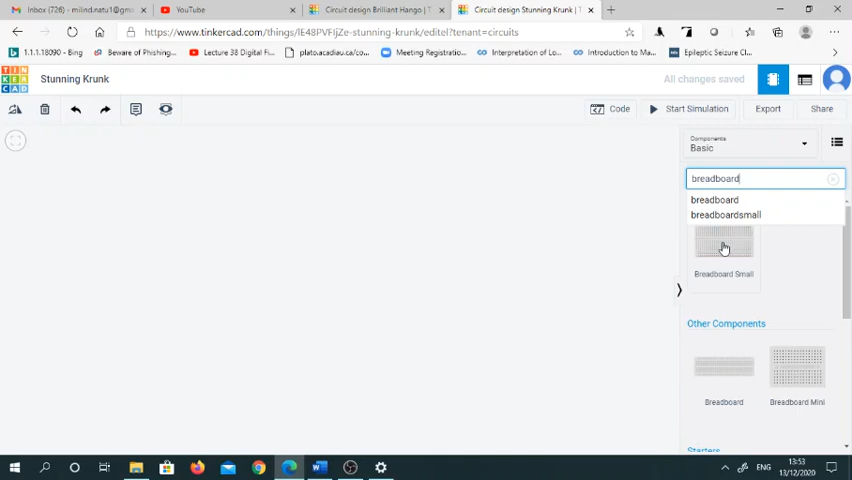 Inbox (726) - milind.natu1@gmo
YouTube
Circuit design Brilliant Hango | T
Circuit design Stunning Krunk | T
https://www.tinkercad.com/things/lE48PVFIjZe-stunning-krunk/editel?tenant=circuits
1.1.1.18090 - Bing
Beware of Phishing...
Lecture 38 Digital Fi...
plato.acadiau.ca/co...
Meeting Registratio...
Interpretation of Lo...
Introduction to Ma...
Epileptic Seizure Cl...
TIN
KER
CAD
Stunning Krunk
All changes saved
Code
Start Simulation
Export
Share
Components
Basic
breadboard
breadboard
breadboardsmall
Breadboard Small
Other Components
Breadboard
Breadboard Mini
Starters
ENG
13:53
13/12/2020